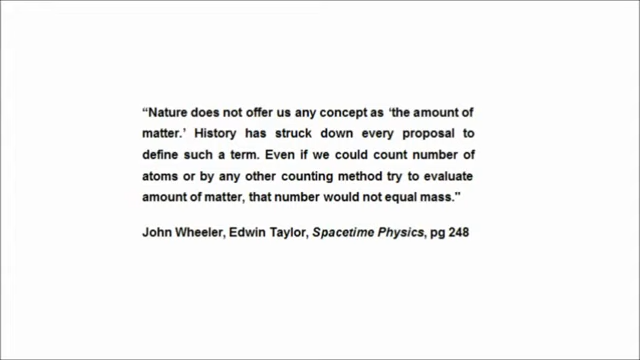 “Nature does not offer us any concept as ‘the amount of
matter.’ History has struck down every proposal to
define such a term. Even if we could count number of
atoms or by any other counting method try to evaluate
amount of matter, that number would not equal mass.”
John Wheeler, Edwin Taylor, Spacetime Physics, pg 248